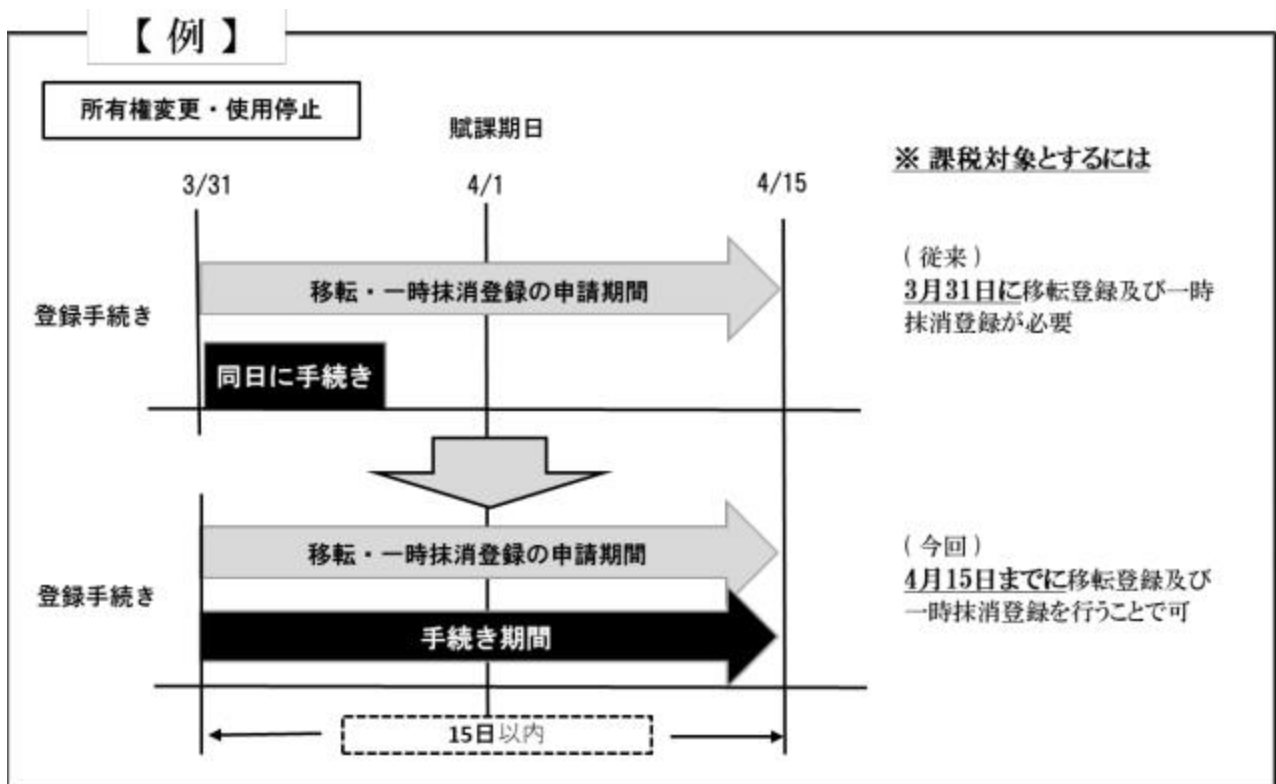 【 例 】
所有権変更・使用停止
賦課期日
※ 課税対象とするには
3/31
4/1
4/15
登録手続き
移転・一時抹消登録の申請期間
同日に手続き
( 従来 )
3月31日に移転登録及び一時
抹消登録が必要
登録手続き
移転・一時抹消登録の申請期間
手続き期間
( 今回 )
4月15日までに移転登録及び
一時抹消登録を行うことで可
15日以内